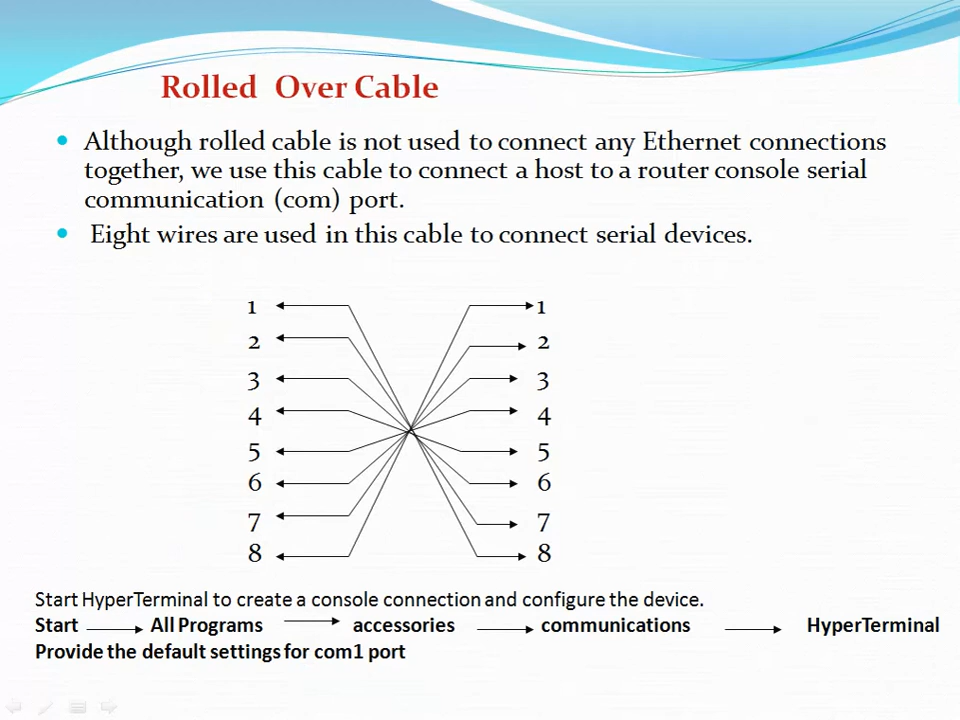 Rolled Over Cable
Although rolled cable is not used to connect any Ethernet connections
together, we use this cable to connect a host to a router console serial
communication (com) port.
Eight wires are used in this cable to connect serial devices.
1 1
2 2
3 3
4 4
5 5
6 6
7 7
8 8
Start HyperTerminal to create a console connection and configure the device.
Start All Programs accessories communications HyperTerminal
Provide the default settings for com1 port